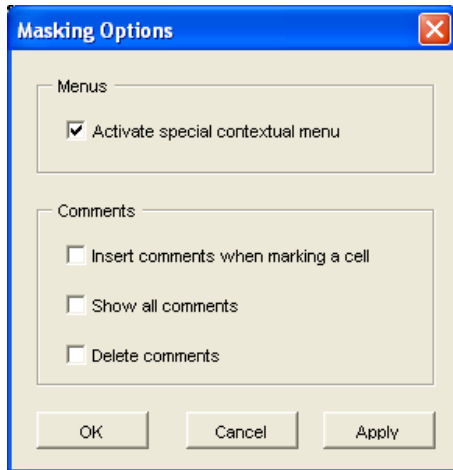 Masking Options
Menus
Activate special contextual menu
Comments
Insert comments when marking a cell
Show all comments
Delete comments
OK Cancel Apply